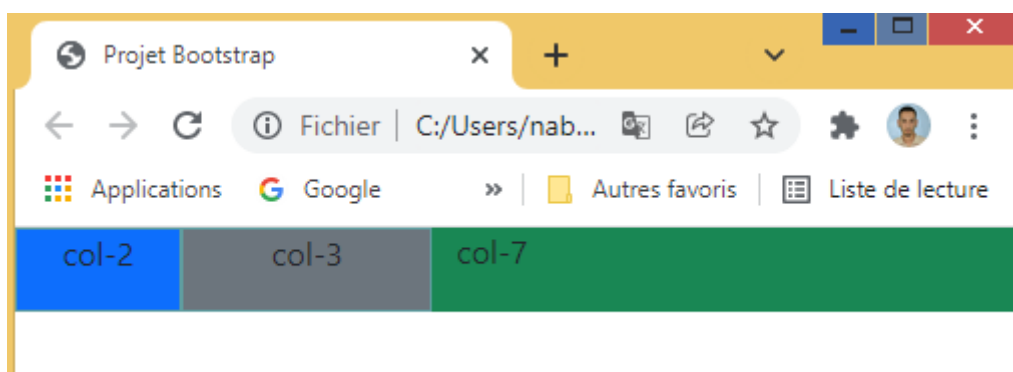 Projet Bootstrap
Fichier | C:/Users/nab...
Applications Google » Autres favoris Liste de lecture
col-2 col-3 col-7